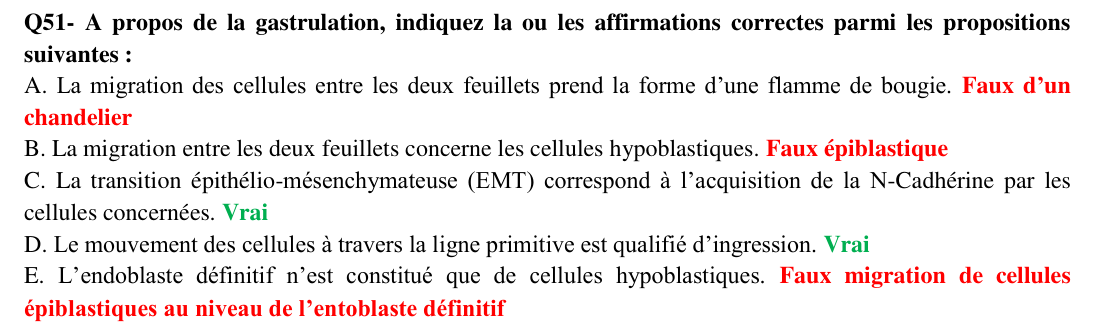 Q51- A propos de la gastrulation, indiquez la ou les affirmations correctes parmi les propositions
suivantes :
A. La migration des cellules entre les deux feuillets prend la forme d’une flamme de bougie. Faux d’un
chandelier
B. La migration entre les deux feuillets concerne les cellules hypoblastiques. Faux épiblastique
C. La transition épithélio-mésenchymateuse (EMT) correspond à l’acquisition de la N-Cadhérine par les
cellules concernées. Vrai
D. Le mouvement des cellules à travers la ligne primitive est qualifié d’ingression. Vrai
E. L’endoblaste définitif n’est constitué que de cellules hypoblastiques. Faux migration de cellules
épiblastiques au niveau de l’entoblaste définitif